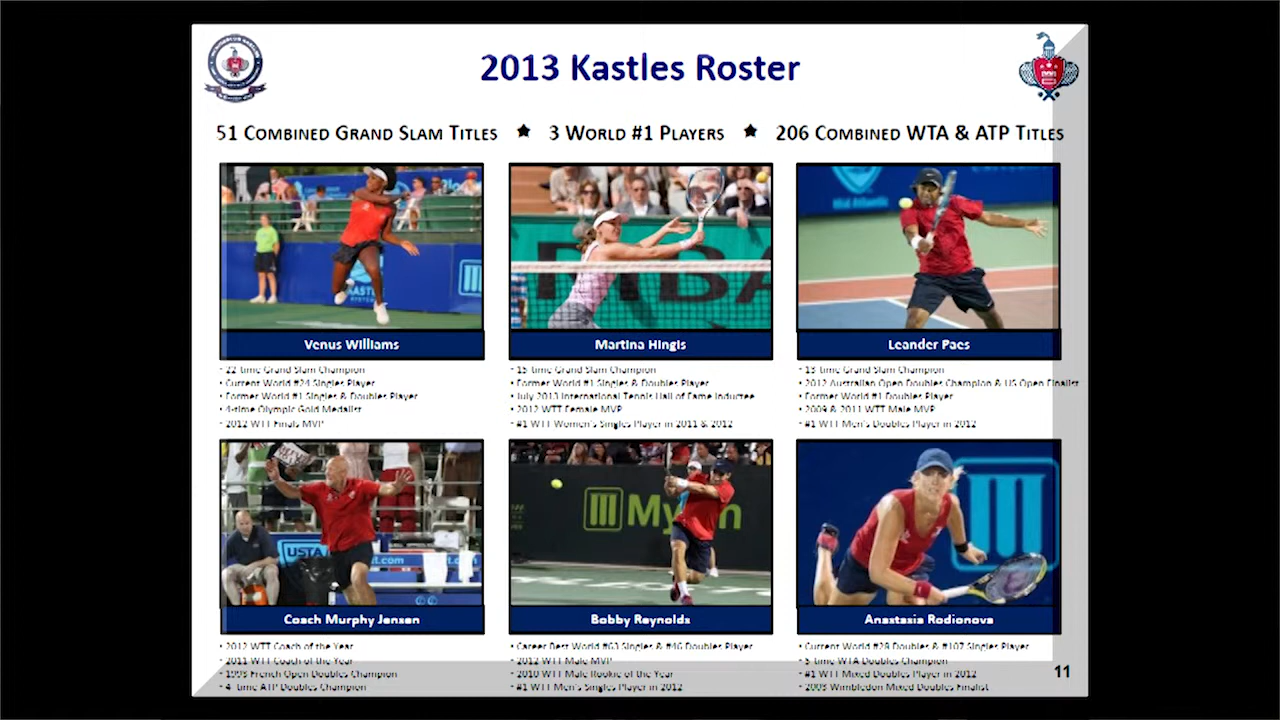 2013 Kastles Roster
51 COMBINED GRAND SLAM TITLES ★ 3 WORLD #1 PLAYERS ★ 206 COMBINED WTA & ATP TITLES
Venus Williams
• 22-time Grand Slam Champion
• Current World #24 Singles Player
• Former World #1 Singles & Doubles Player
• 4-time Olympic Gold Medalist
• 2012 WTT Finals MVP
Martina Hingis
• 15-time Grand Slam Champion
• Former World #1 Singles & Doubles Player
• July 2013 International Tennis Hall of Fame Inductee
• 2012 WTT Female MVP
• #1 WTT Women's Singles Player in 2011 & 2012
Mid Atlantic
Leander Paes
• 13-time Grand Slam Champion
• 2012 Australian Open Doubles Champion & US Open Finalist
• Former World #1 Doubles Player
• 2009 & 2011 WTT Male MVP
• #1 WTT Men's Doubles Player in 2012
USTA
Coach Murphy Jensen
• 2012 WTT Coach of the Year
• 2011 WTT Coach of the Year
• 1993 French Open Doubles Champion
• 4-time ATP Doubles Champion
Bobby Reynolds
• Career Best World #63 Singles & #46 Doubles Player
• 2012 WTT Male MVP
• 2010 WTT Male Rookie of the Year
• #1 WTT Men's Singles Player in 2012
Anastasia Rodionova
• Current World #28 Doubles & #107 Singles Player
• 5-time WTA Doubles Champion
• #1 WTT Mixed Doubles Player in 2012
• 2003 Wimbledon Mixed Doubles Finalist
11